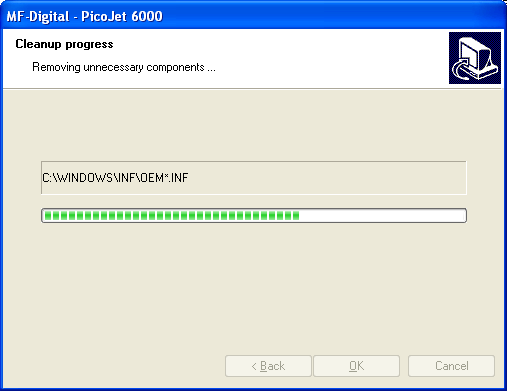 MF-Digital - PicoJet 6000
Cleanup progress
Removing unnecessary components ...
C:\WINDOWS\INF\OEM*.INF
< Back
OK
Cancel